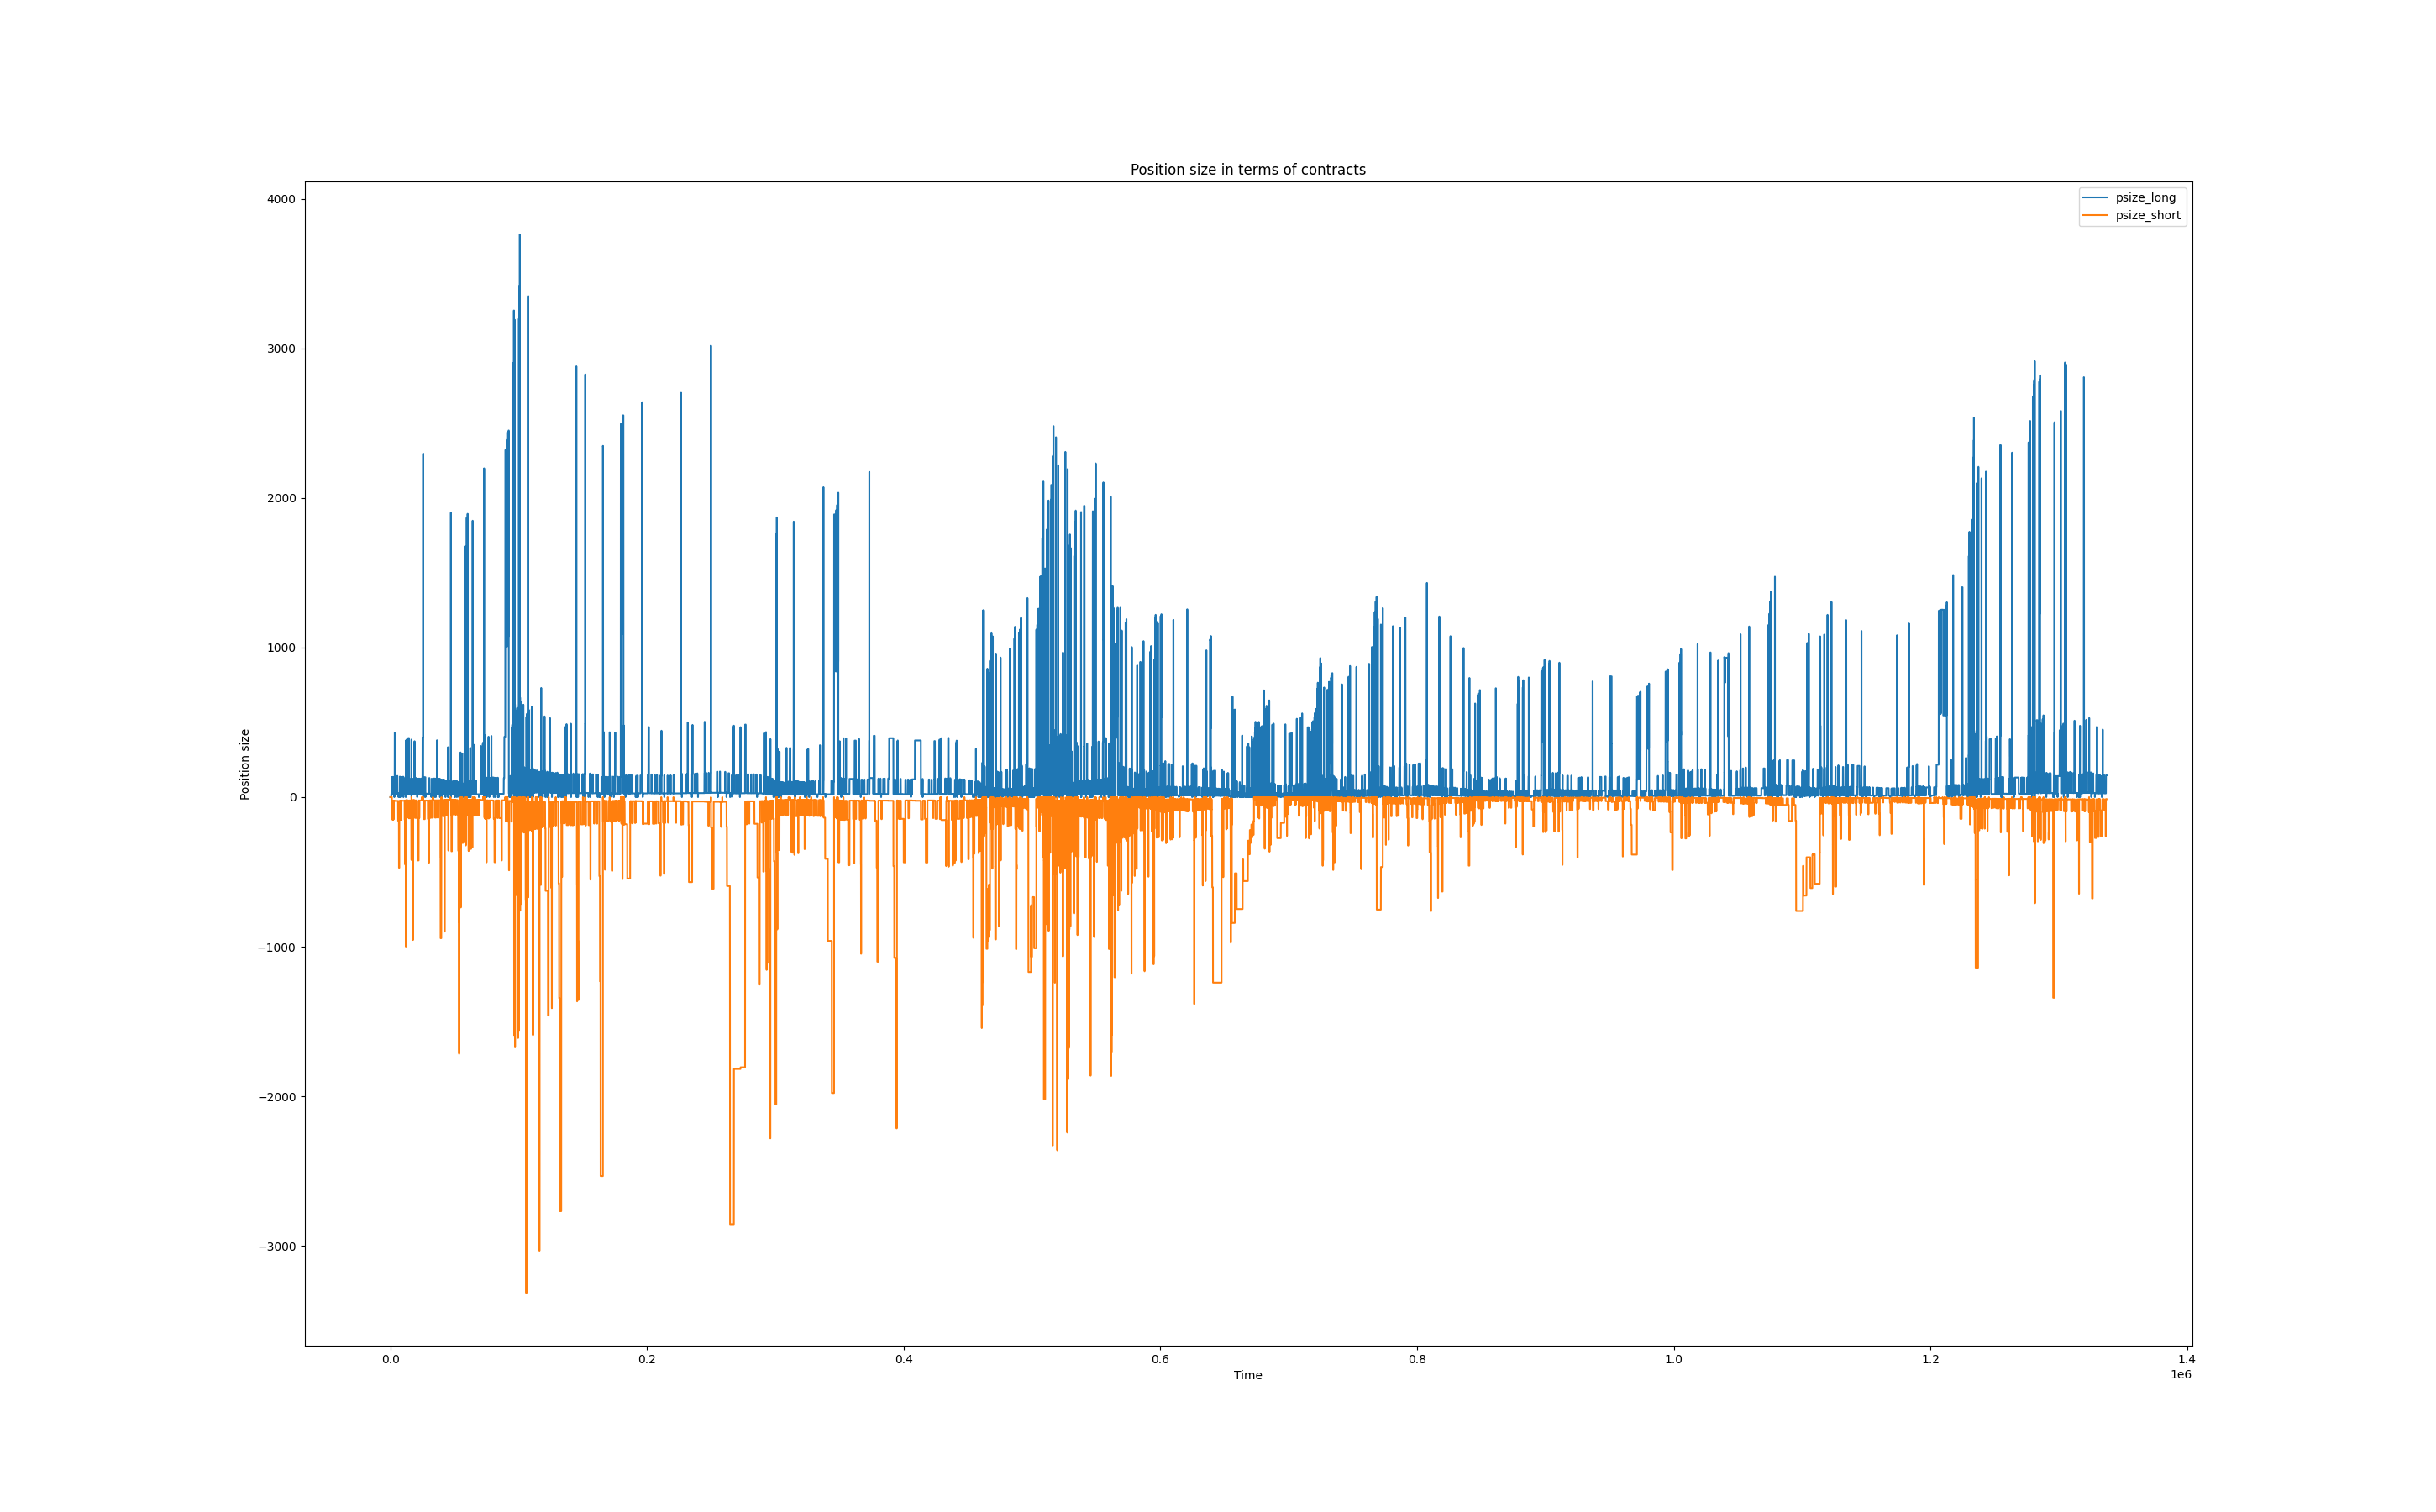 Position size in terms of contracts
psize_long
psize_short
4000
3000
2000
1000
0
−1000
−2000
−3000
Position size
0.0 0.2 0.4 0.6 0.8 1.0 1.2 1.4
Time
1e6